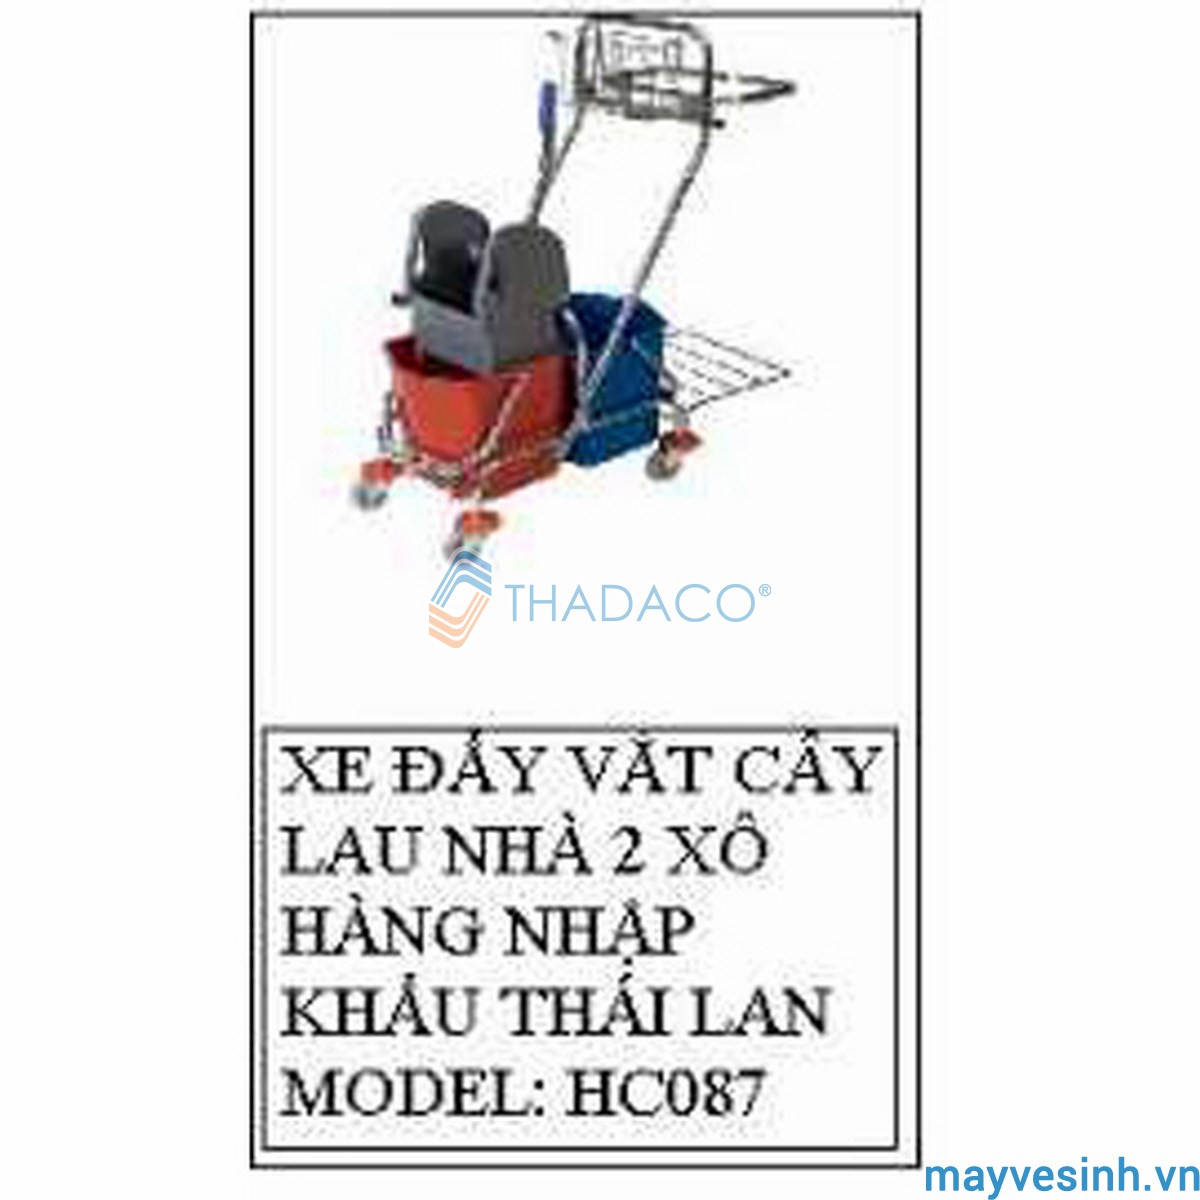 THADACO®
XE ĐẨY VẮT CÂY
LAU NHÀ 2 XÔ
HÀNG NHẬP
KHẨU THÁI LAN
MODEL: HC087
mayvesinh.vn